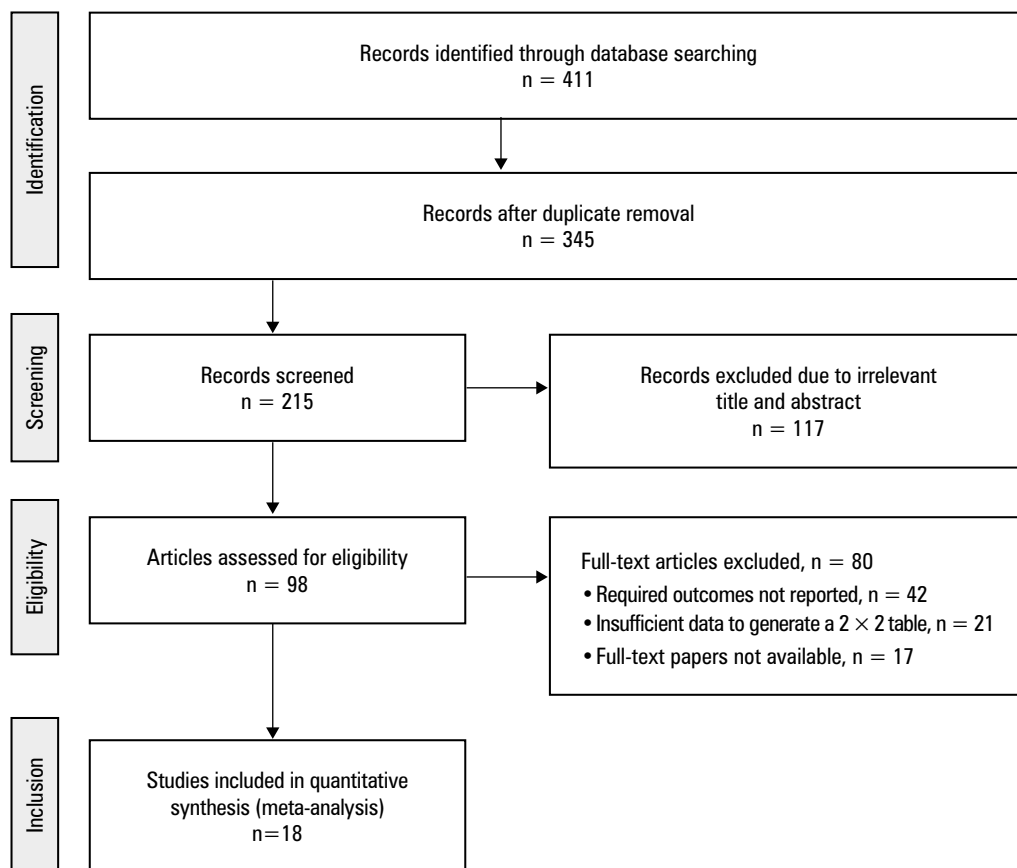 Identification
Records identified through database searching
n = 411
Records after duplicate removal
n = 345
Screening
Records screened
n = 215
Records excluded due to irrelevant
title and abstract
n = 117
Eligibility
Articles assessed for eligibility
n = 98
Full-text articles excluded, n = 80
• Required outcomes not reported, n = 42
• Insufficient data to generate a 2 × 2 table, n = 21
• Full-text papers not available, n = 17
Inclusion
Studies included in quantitative
synthesis (meta-analysis)
n=18